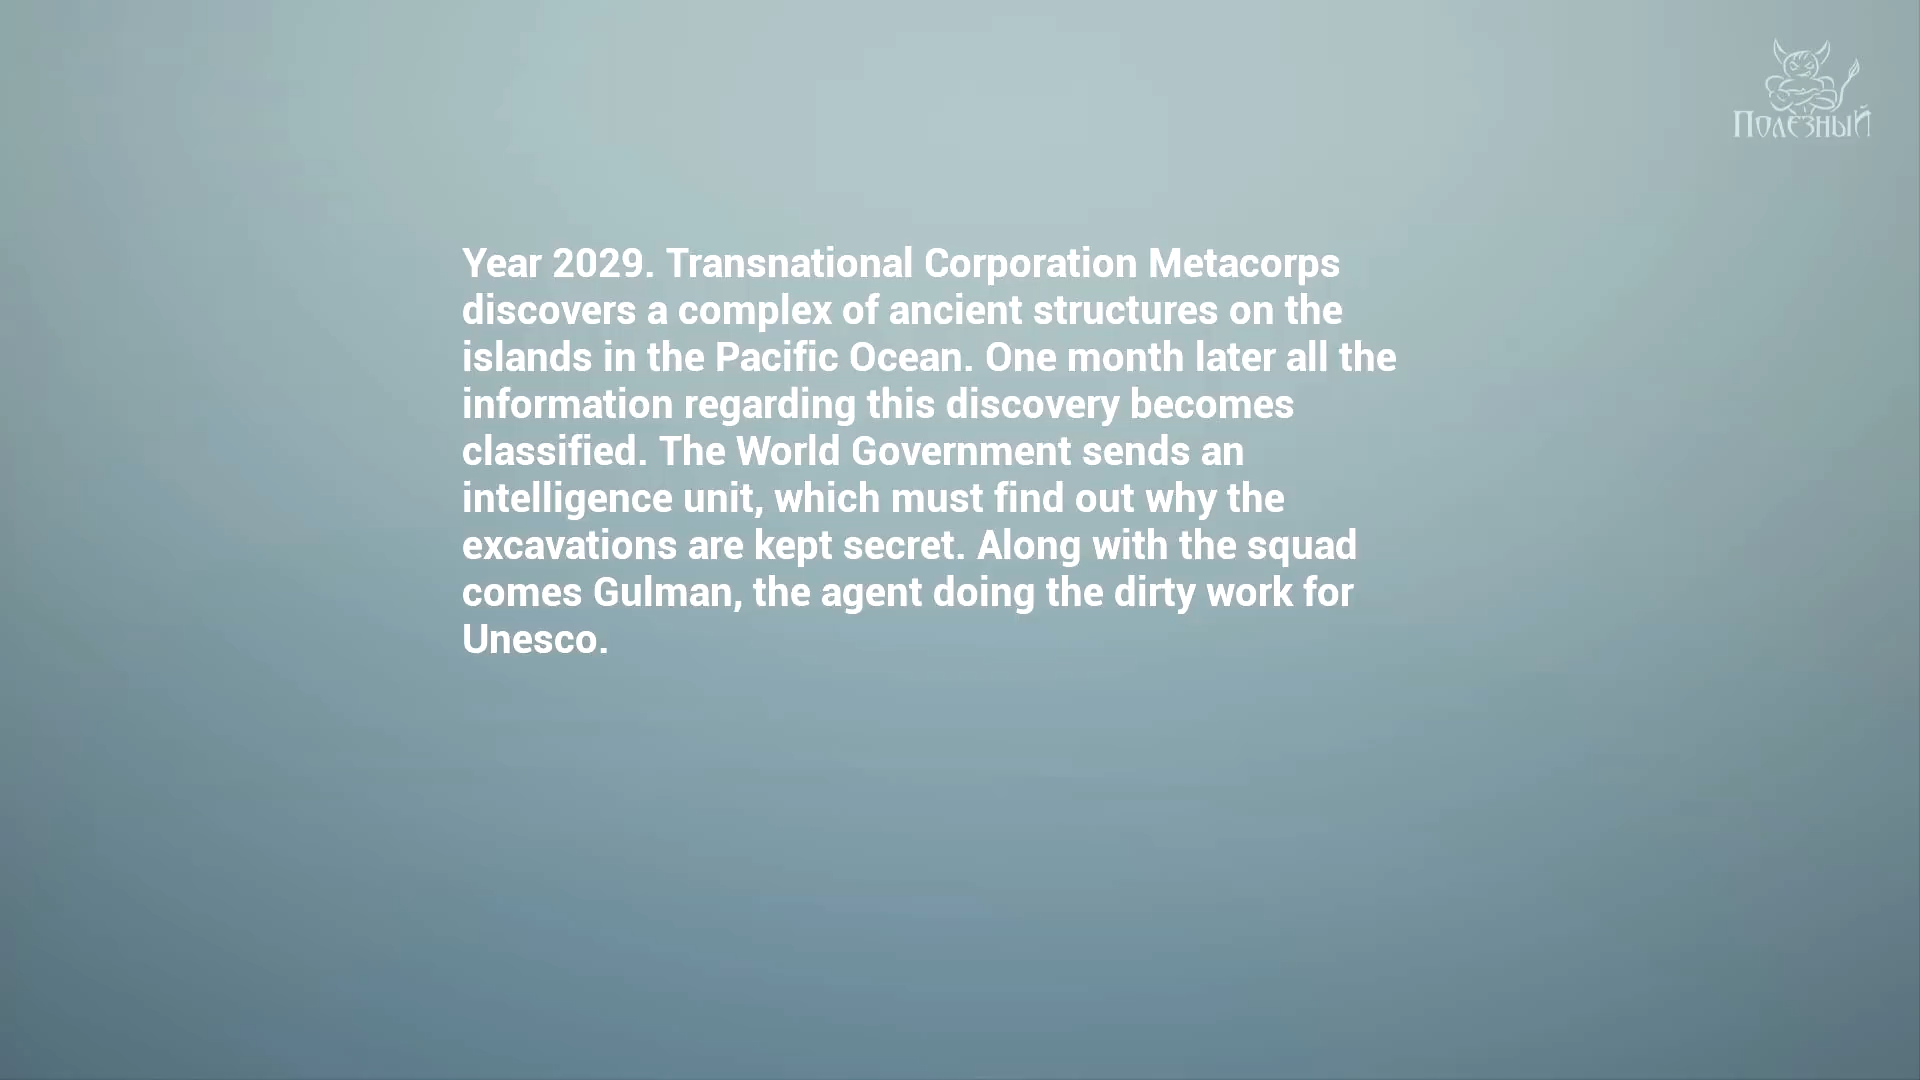 Полезный
Year 2029. Transnational Corporation Metacorps
discovers a complex of ancient structures on the
islands in the Pacific Ocean. One month later all the
information regarding this discovery becomes
classified. The World Government sends an
intelligence unit, which must find out why the
excavations are kept secret. Along with the squad
comes Gulman, the agent doing the dirty work for
Unesco.